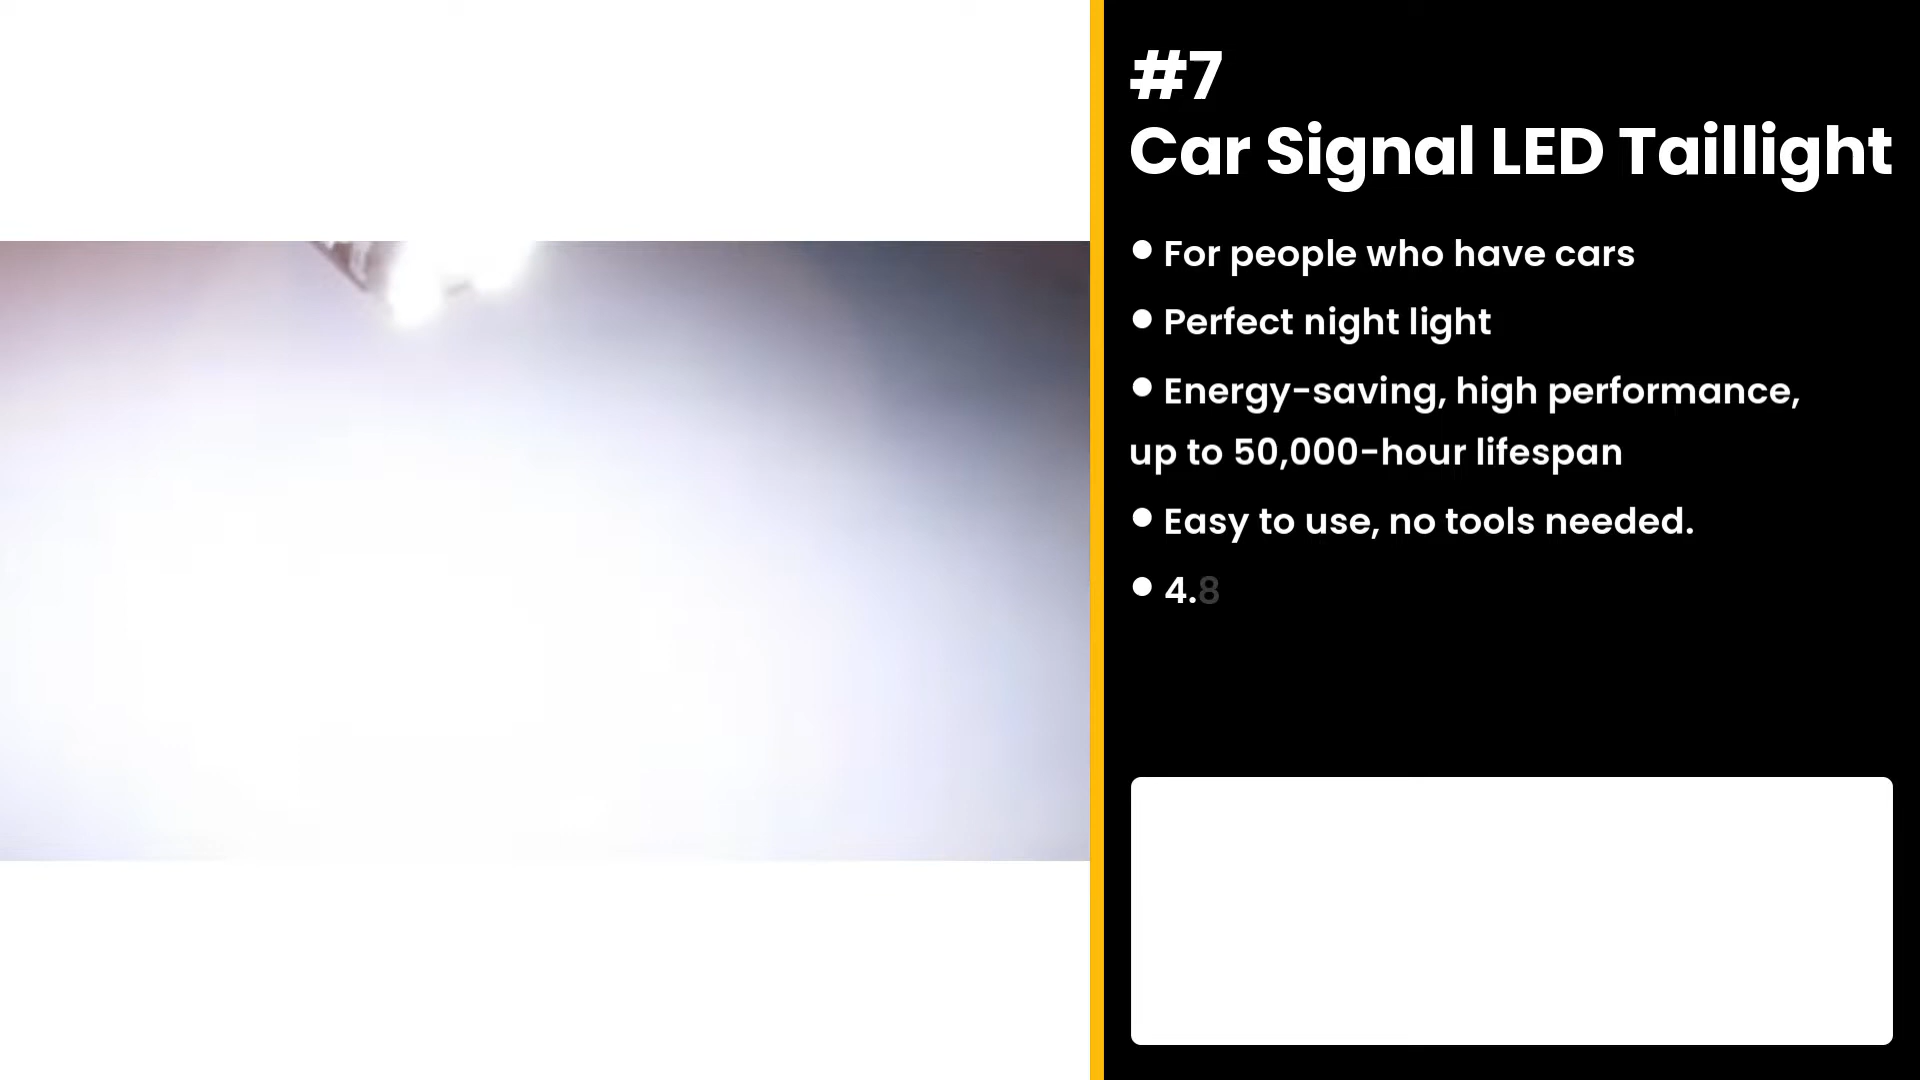 #7
Car Signal LED Taillight
• For people who have cars
• Perfect night light
• Energy-saving, high performance,
up to 50,000-hour lifespan
• Easy to use, no tools needed.
• 4.8